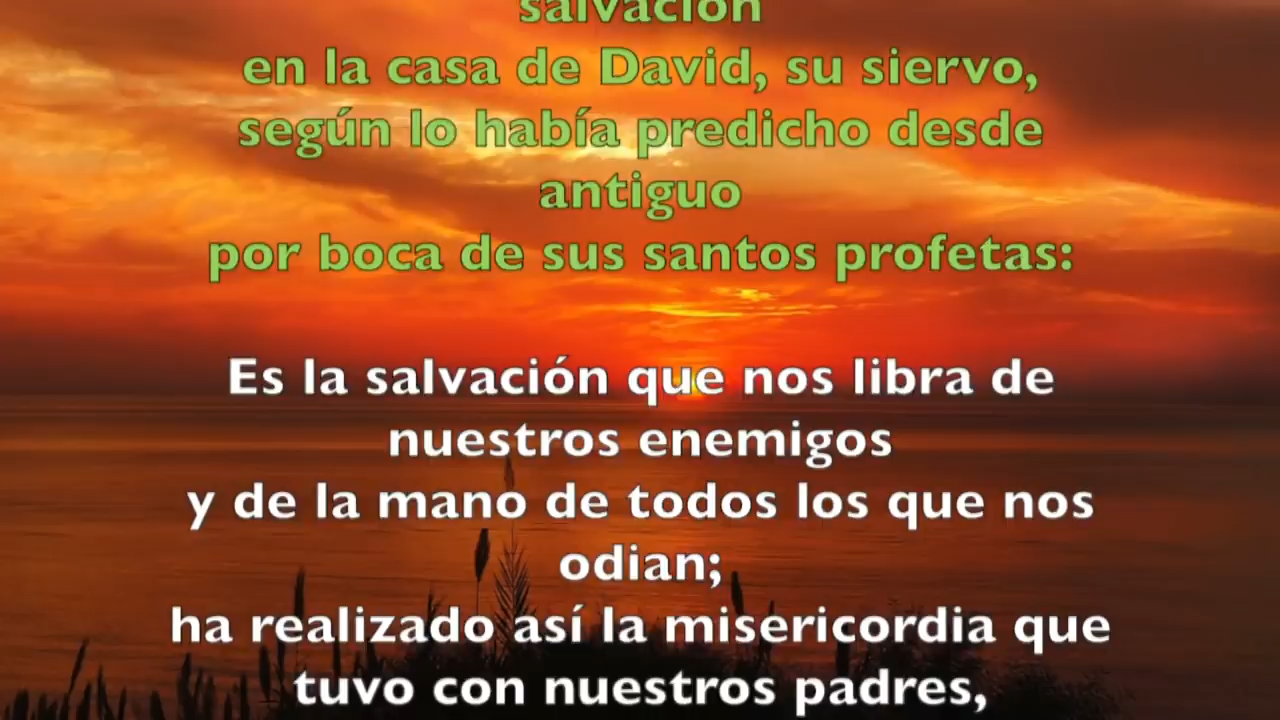 salvación
en la casa de David, su siervo,
según lo había predicho desde
antiguo
por boca de sus santos profetas:
Es la salvación que nos libra de
nuestros enemigos
y de la mano de todos los que nos
odian;
ha realizado así la misericordia que
tuvo con nuestros padres,